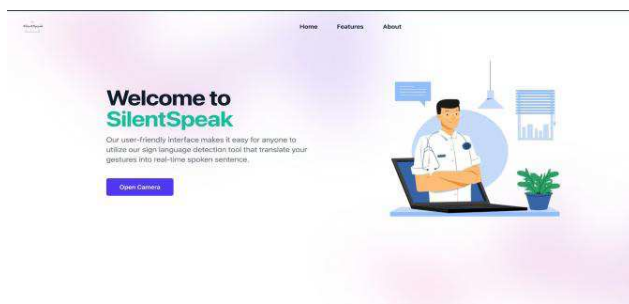 SilentSpeak
Home Features About
Welcome to
SilentSpeak
Our user-friendly interface makes it easy for anyone to
utilize our sign language detection tool that translate your
gestures into real-time spoken sentence.
Open Camera